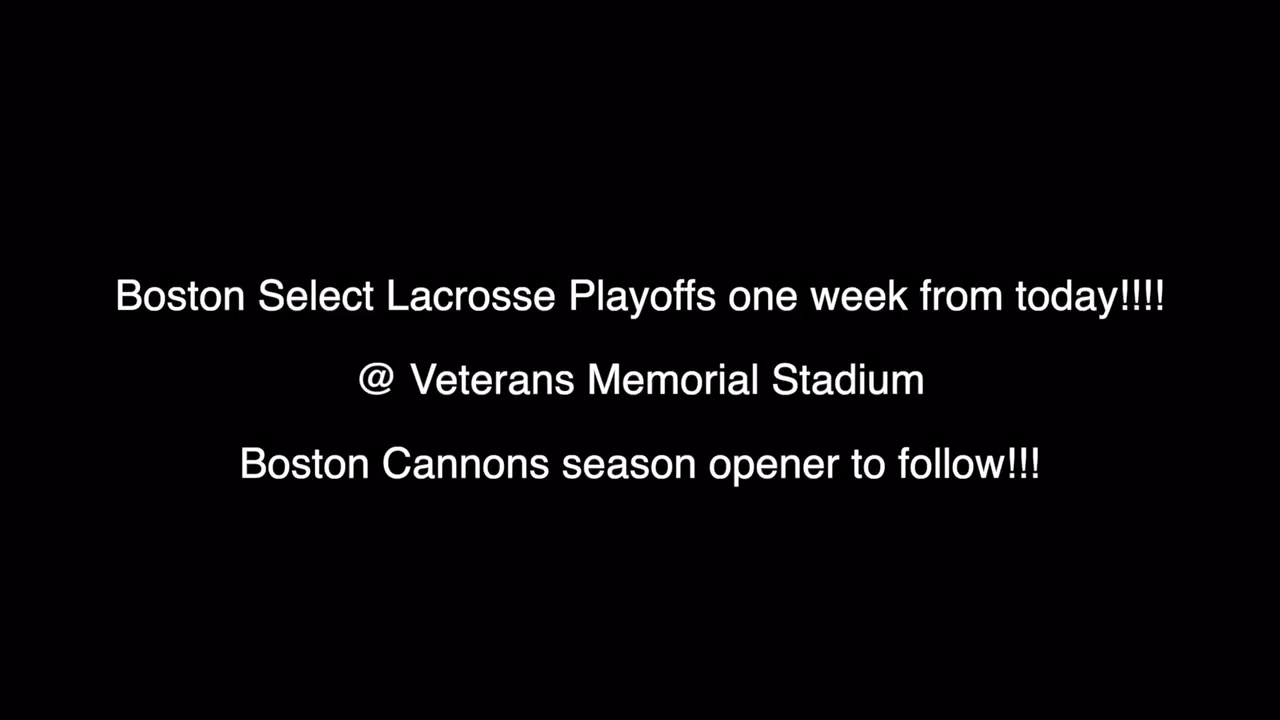 Boston Select Lacrosse Playoffs one week from today!!!!
@ Veterans Memorial Stadium
Boston Cannons season opener to follow!!!